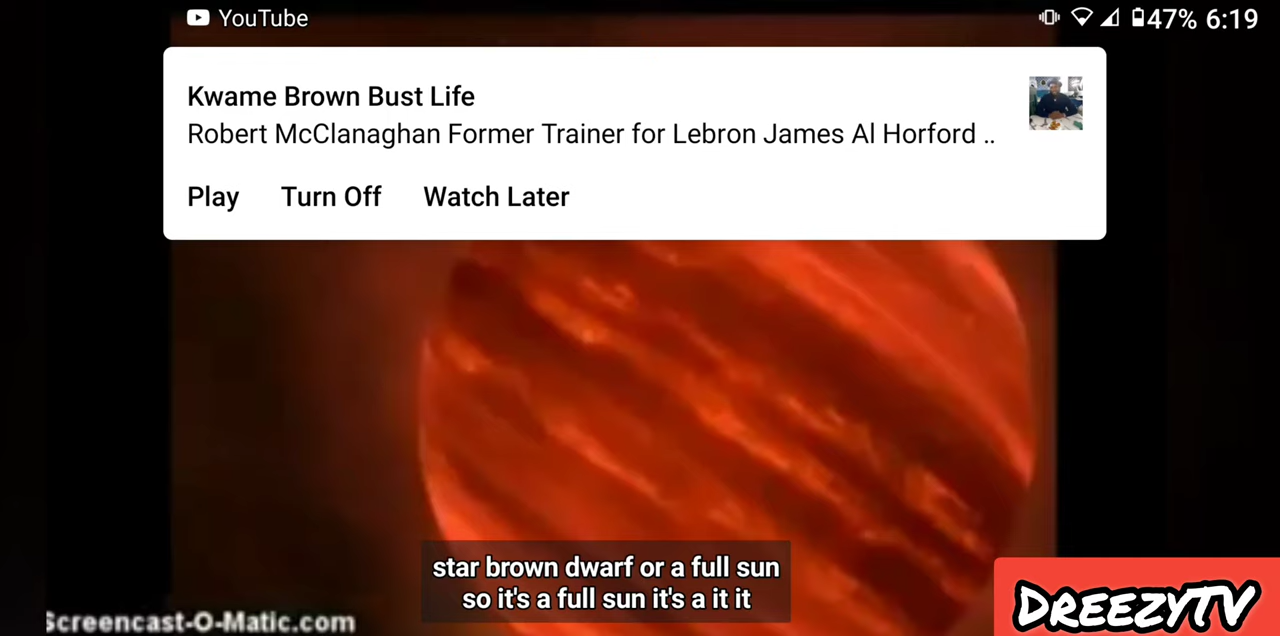 YouTube
47% 6:19
Kwame Brown Bust Life
Robert McClanaghan Former Trainer for Lebron James Al Horford ..
Play Turn Off Watch Later
star brown dwarf or a full sun
so it's a full sun it's a it it
Screencast-O-Matic.com
DREEZYTV